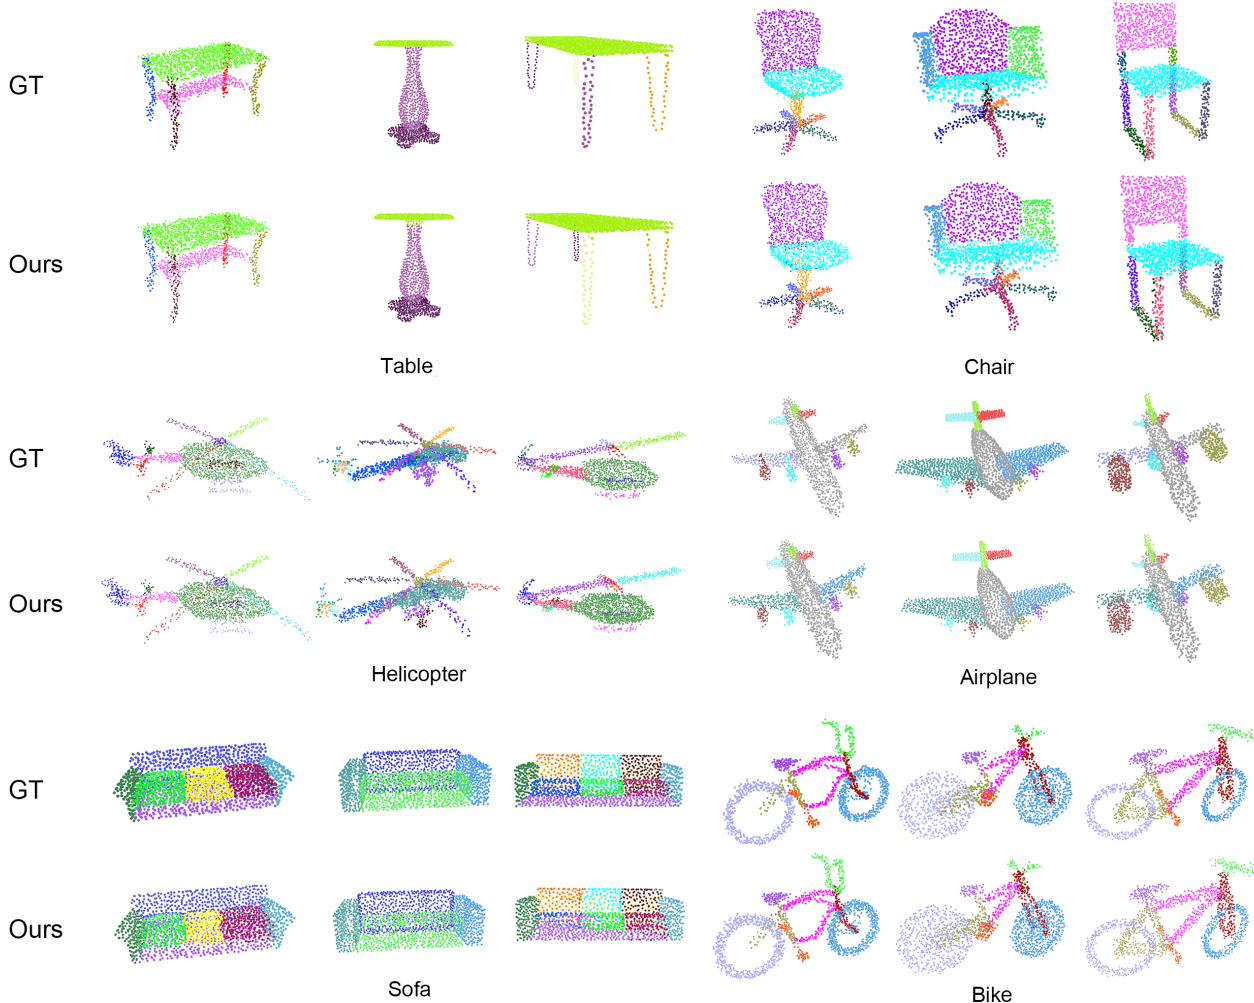 GT
Ours
Table
Chair
GT
Ours
Helicopter
Airplane
GT
Ours
Sofa
Bike